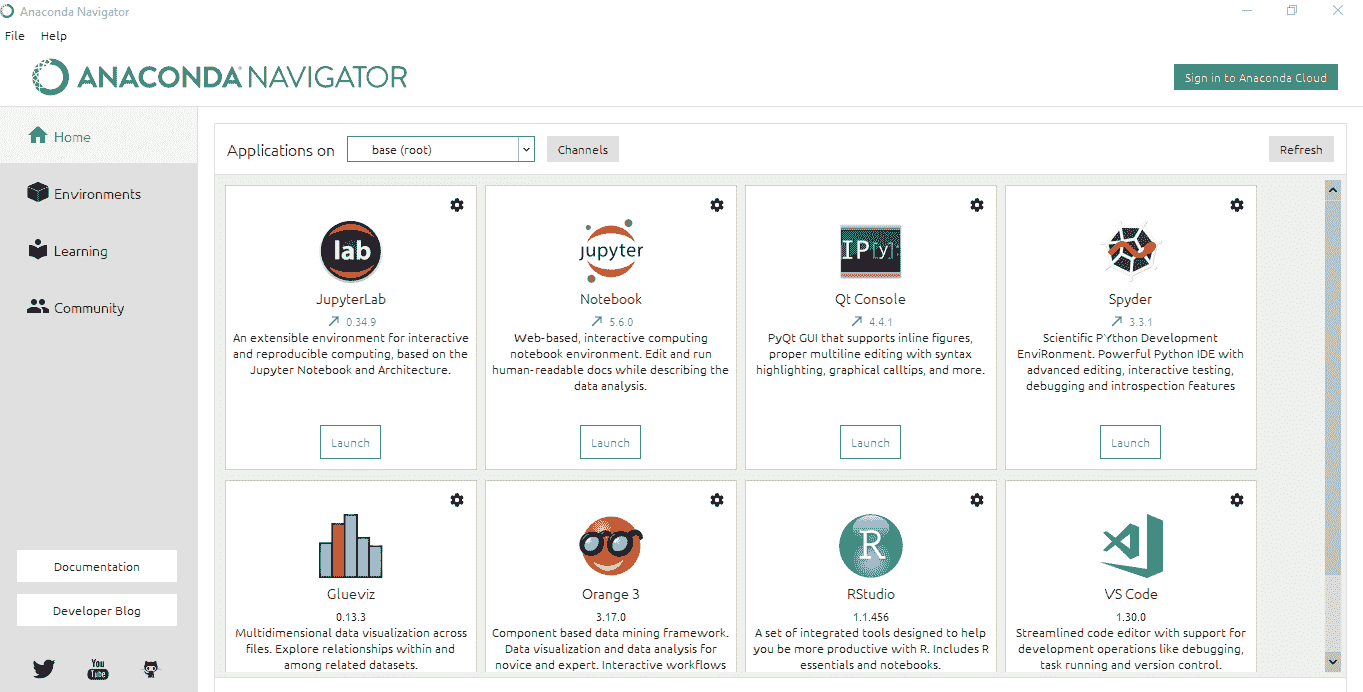 Anaconda Navigator
File Help
ANACONDA NAVIGATOR
Sign in to Anaconda Cloud
Home
Environments
Learning
Community
Documentation
Developer Blog
You
Tube
Applications on base (root) Channels Refresh
lab
JupyterLab
0.34.9
An extensible environment for interactive
and reproducible computing, based on the
Jupyter Notebook and Architecture.
Launch
jupyter
Notebook
5.6.0
Web-based, interactive computing
notebook environment. Edit and run
human-readable docs while describing the
data analysis.
Launch
IP[y]:
Qt Console
4.4.1
PyQt GUI that supports inline figures,
proper multiline editing with syntax
highlighting, graphical calltips, and more.
Launch
Spyder
3.3.1
Scientific PYthon Development
EnviRonment. Powerful Python IDE with
advanced editing, interactive testing,
debugging and introspection features
Launch
Glueviz
0.13.3
Multidimensional data visualization across
files. Explore relationships within and
among related datasets.
Orange 3
3.17.0
Component based data mining framework.
Data visualization and data analysis for
novice and expert. Interactive workflows
R
RStudio
1.1.456
A set of integrated tools designed to help
you be more productive with R. Includes R
essentials and notebooks.
VS Code
1.30.0
Streamlined code editor with support for
development operations like debugging,
task running and version control.